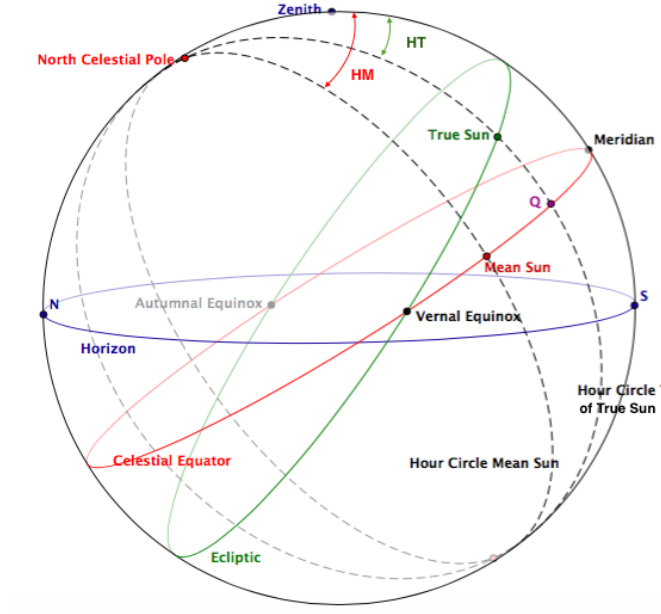 Zenith
North Celestial Pole
HT
HM
True Sun
Meridian
Q
Mean Sun
Autumnal Equinox
N
S
Vernal Equinox
Horizon
Hour Circle
of True Sun
Celestial Equator
Hour Circle Mean Sun
Ecliptic